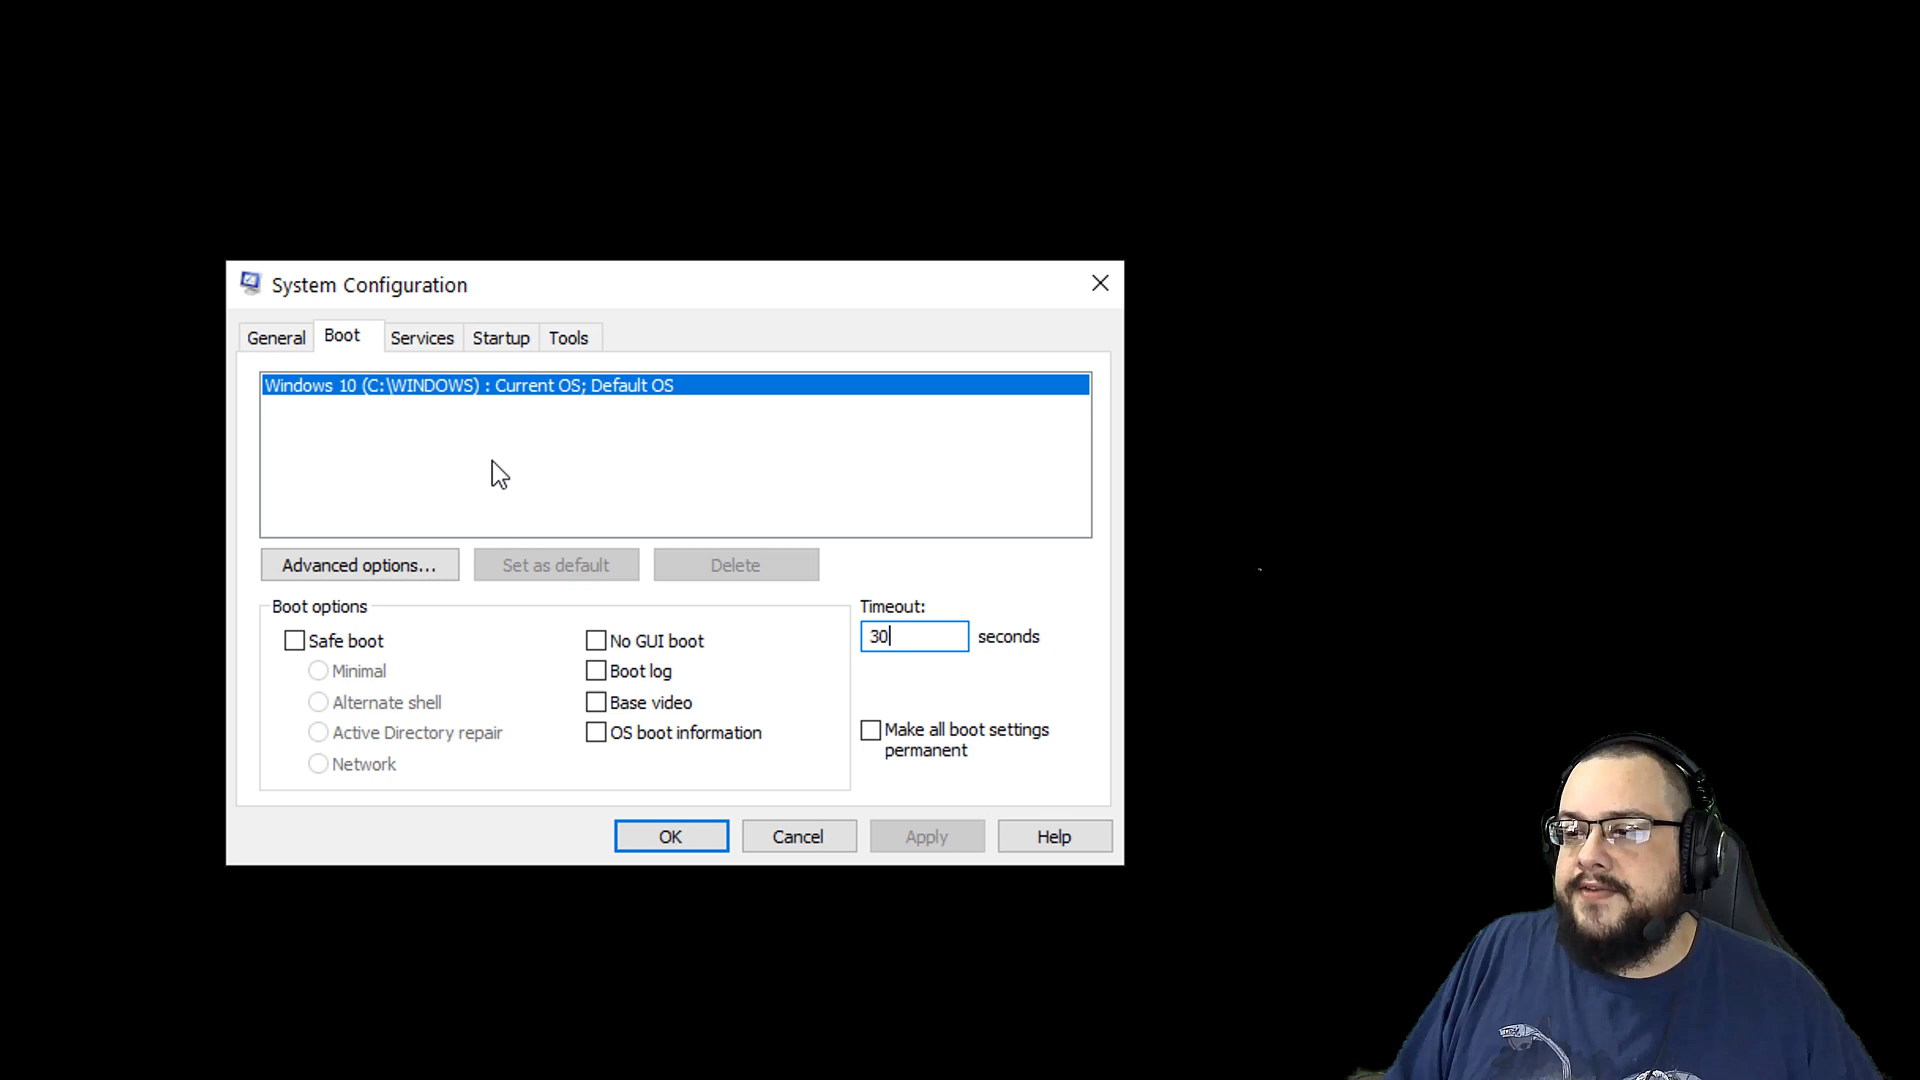 System Configuration
General Boot Services Startup Tools
Windows 10 (C:\WINDOWS) : Current OS; Default OS
Advanced options... Set as default Delete
Boot options
Timeout:
30 seconds
Safe boot
Minimal
Alternate shell
Active Directory repair
Network
No GUI boot
Boot log
Base video
OS boot information
Make all boot settings
permanent
OK Cancel Apply Help